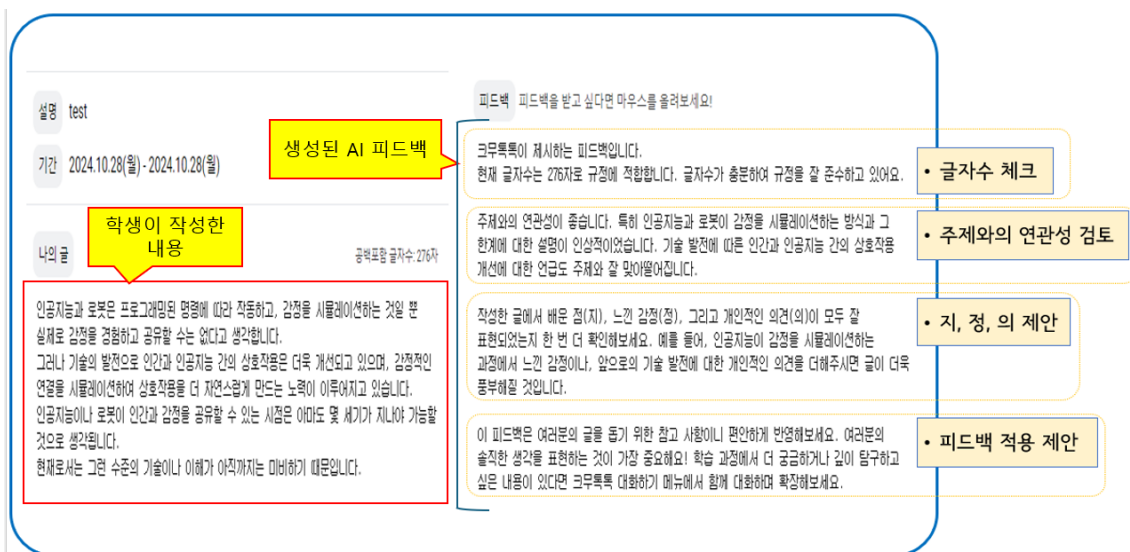 설명 test
기간 2024.10.28(월) - 2024.10.28(월)
학생이 작성한
내용
나의 글
공백포함 글자수: 276자
인공지능과 로봇은 프로그래밍된 명령에 따라 작동하고, 감정을 시뮬레이션하는 것일 뿐
실제로 감정을 경험하고 공유할 수는 없다고 생각합니다.
그러나 기술의 발전으로 인간과 인공지능 간의 상호작용은 더욱 개선되고 있으며, 감정적인
연결을 시뮬레이션하여 상호작용을 더 자연스럽게 만드는 노력이 이루어지고 있습니다.
인공지능이나 로봇이 인간과 감정을 공유할 수 있는 시점은 아마도 몇 세기가 지나야 가능할
것으로 생각됩니다.
현재로서는 그런 수준의 기술이나 이해가 아직까지는 미비하기 때문입니다.
생성된 AI 피드백
피드백 피드백을 받고 싶다면 마우스를 올려보세요!
크무톡톡이 제시하는 피드백입니다.
현재 글자수는 276자로 규정에 적합합니다. 글자수가 충분하여 규정을 잘 준수하고 있어요.
• 글자수 체크
주제와의 연관성이 좋습니다. 특히 인공지능과 로봇이 감정을 시뮬레이션하는 방식과 그
한계에 대한 설명이 인상적이었습니다. 기술 발전에 따른 인간과 인공지능 간의 상호작용
개선에 대한 언급도 주제와 잘 맞아떨어집니다.
• 주제와의 연관성 검토
작성한 글에서 배운 점(지), 느낀 감정(정), 그리고 개인적인 의견(의)이 모두 잘
표현되었는지 한 번 더 확인해보세요. 예를 들어, 인공지능이 감정을 시뮬레이션하는
과정에서 느낀 감정이나, 앞으로의 기술 발전에 대한 개인적인 의견을 더해주시면 글이 더욱
풍부해질 것입니다.
• 지, 정, 의 제안
이 피드백은 여러분의 글을 돕기 위한 참고 사항이니 편안하게 반영해보세요. 여러분의
솔직한 생각을 표현하는 것이 가장 중요해요! 학습 과정에서 더 궁금하거나 깊이 탐구하고
싶은 내용이 있다면 크무톡톡 대화하기 메뉴에서 함께 대화하며 확장해보세요.
• 피드백 적용 제안